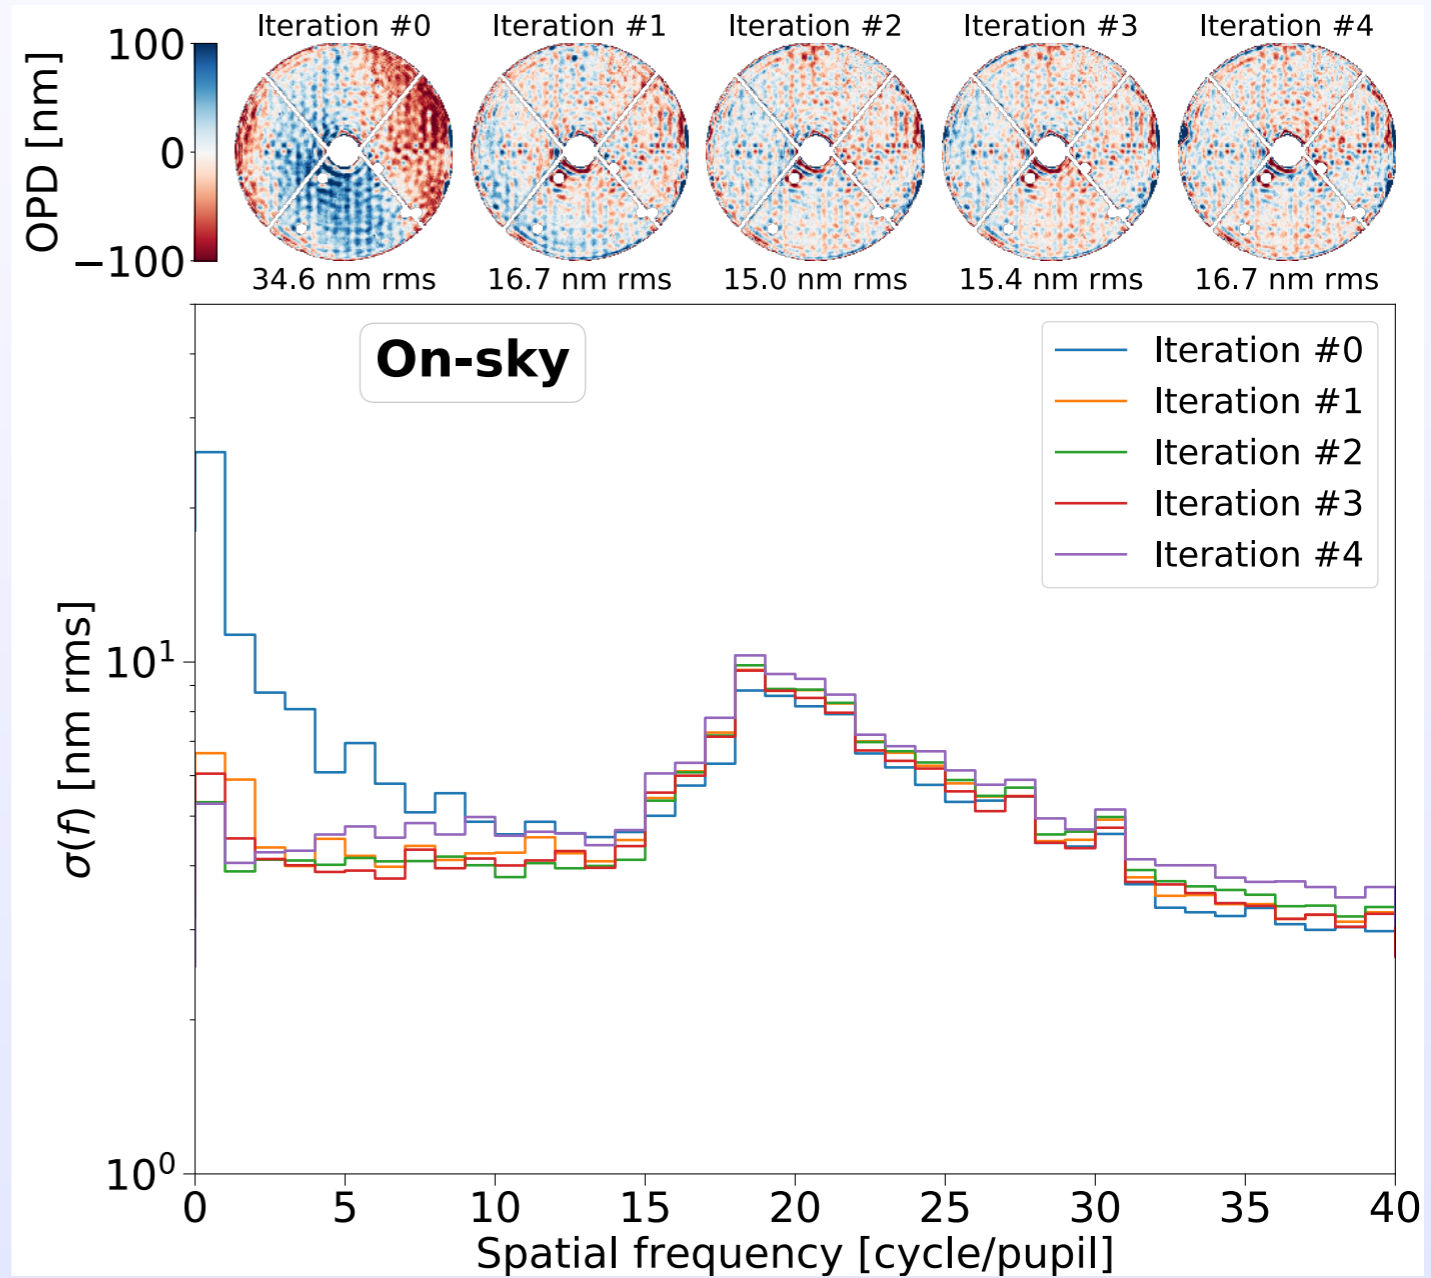 Iteration #0 Iteration #1 Iteration #2 Iteration #3 Iteration #4
OPD [nm]
100
0
−100
34.6 nm rms 16.7 nm rms 15.0 nm rms 15.4 nm rms 16.7 nm rms
On-sky
Iteration #0
Iteration #1
Iteration #2
Iteration #3
Iteration #4
σ(f) [nm rms]
10¹
10⁰
0 5 10 15 20 25 30 35 40
Spatial frequency [cycle/pupil]